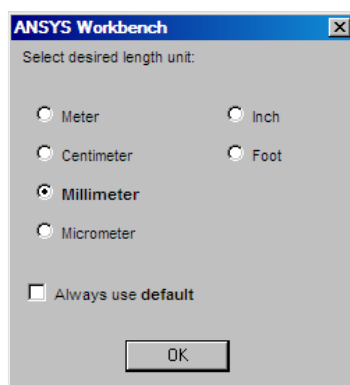 ANSYS Workbench
Select desired length unit:
Meter
Inch
Centimeter
Foot
Millimeter
Micrometer
Always use default
OK